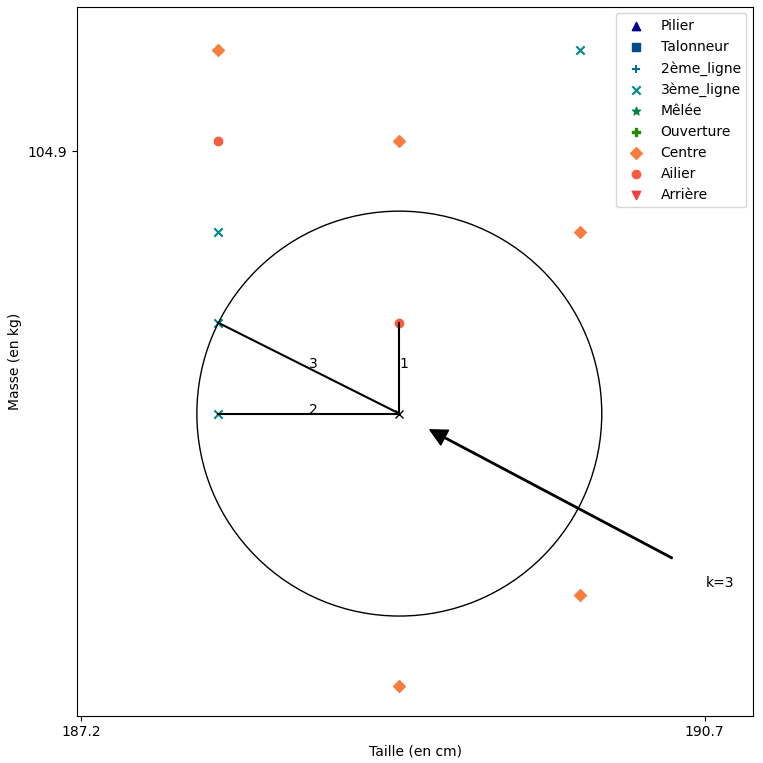 Pilier
Talonneur
2ème_ligne
3ème_ligne
Mêlée
Ouverture
Centre
Ailier
Arrière
104.9
Masse (en kg)
3
1
2
k=3
187.2
190.7
Taille (en cm)